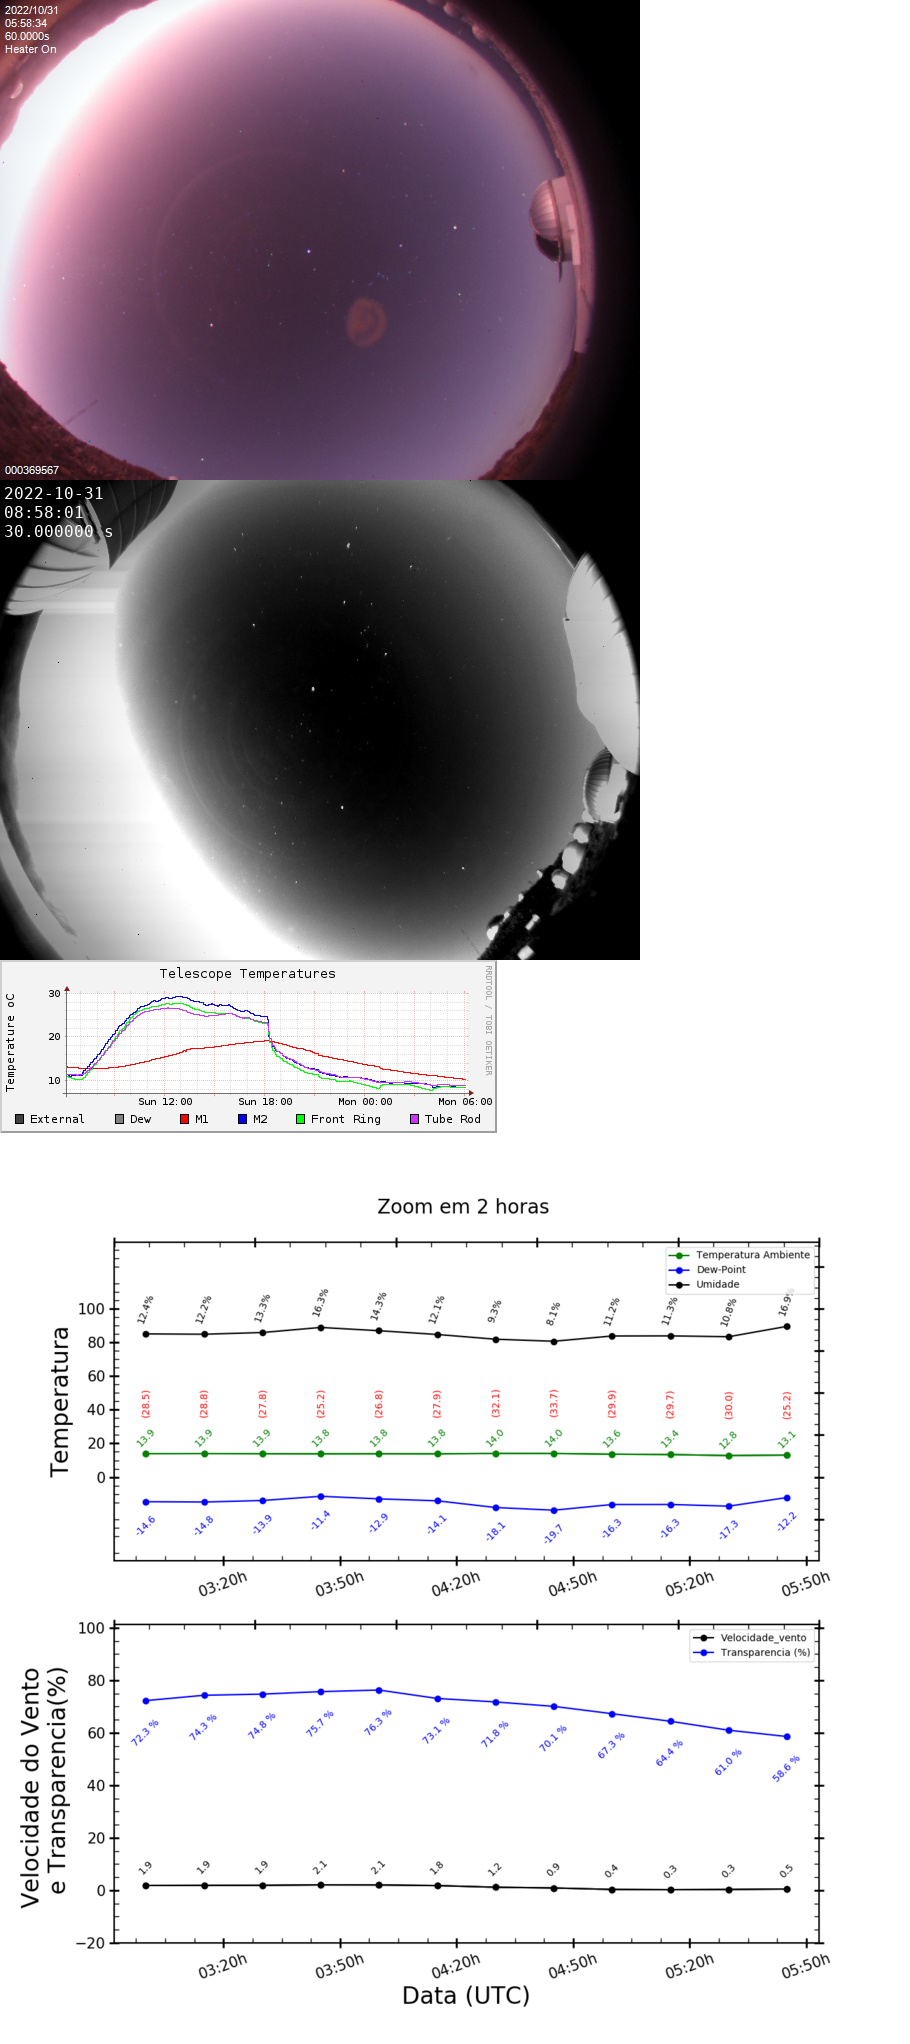 2022/10/31
05:58:34
60.0000s
Heater On
000369567
2022-10-31
08:58:01
30.000000 s
Telescope Temperatures
RRDTOOL / TOBI OETIKER
Temperature oC
30
20
10
Sun 12:00 Sun 18:00 Mon 00:00 Mon 06:00
External Dew M1 M2 Front Ring Tube Rod
Zoom em 2 horas
Temperatura Ambiente
Dew-Point
Umidade
Temperatura
100
80
60
40
20
0
12.4% 12.2% 13.3% 16.3% 14.3% 12.1% 9.3% 8.1% 11.2% 11.3% 10.8% 16.9%
(28.5) (28.8) (27.8) (25.2) (26.8) (27.9) (32.1) (33.7) (29.9) (29.7) (30.0) (25.2)
13.9 13.9 13.9 13.8 13.8 13.8 14.0 14.0 13.6 13.4 12.8 13.1
-14.6 -14.8 -13.9 -11.4 -12.9 -14.1 -18.1 -19.7 -16.3 -16.3 -17.3 -12.2
03:20h 03:50h 04:20h 04:50h 05:20h 05:50h
Velocidade_vento
Transparencia (%)
Velocidade do Vento
e Transparencia(%)
100
80
60
40
20
0
−20
72.3 % 74.3 % 74.8 % 75.7 % 76.3 % 73.1 % 71.8 % 70.1 % 67.3 % 64.4 % 61.0 % 58.6 %
1.9 1.9 1.9 2.1 2.1 1.8 1.2 0.9 0.4 0.3 0.3 0.5
03:20h 03:50h 04:20h 04:50h 05:20h 05:50h
Data (UTC)